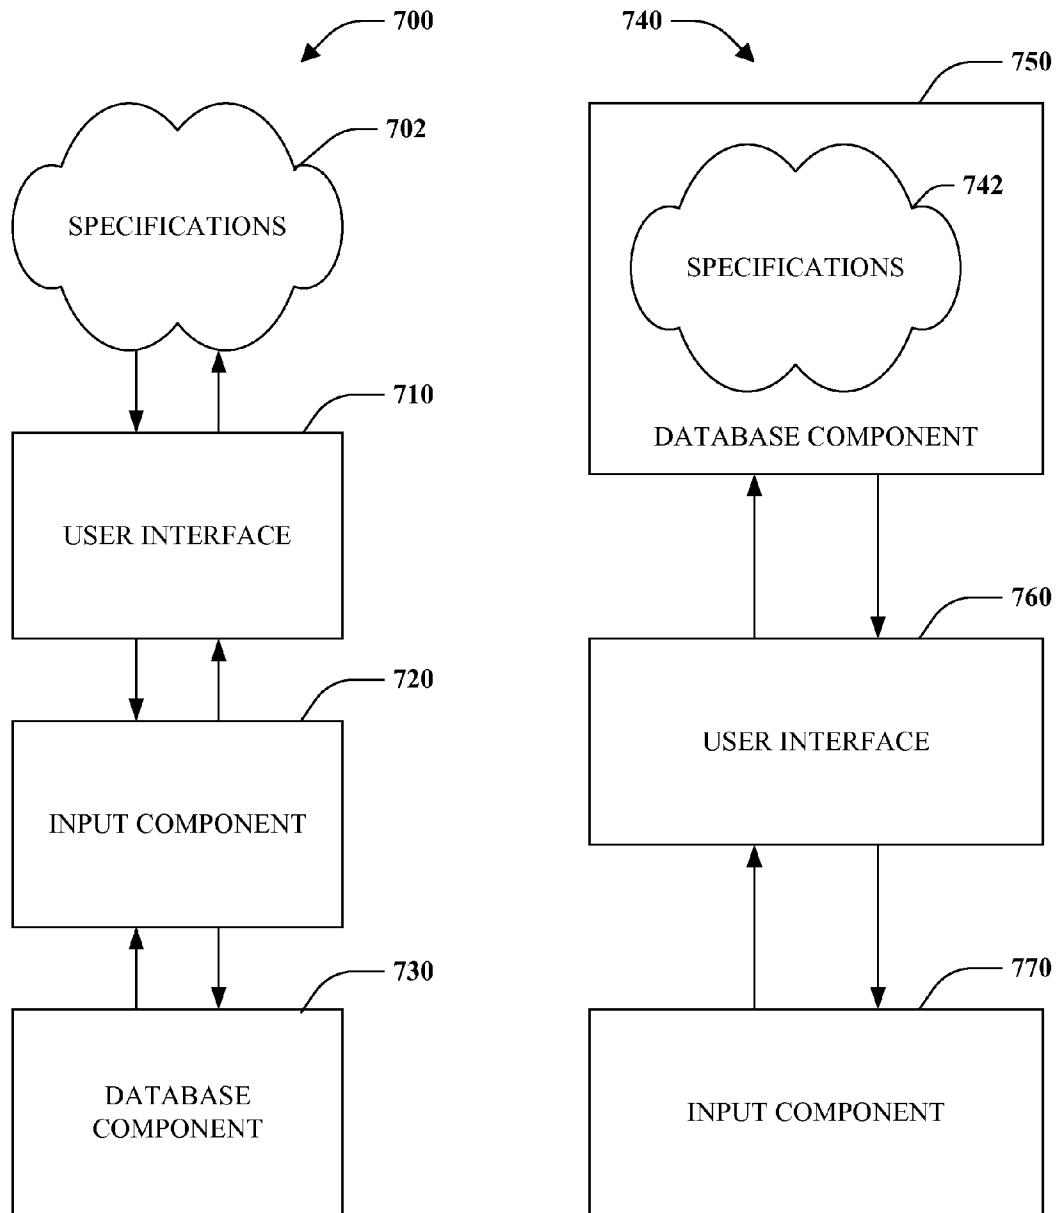 700
702
SPECIFICATIONS
710
USER INTERFACE
720
INPUT COMPONENT
730
DATABASE
COMPONENT
740
750
742
SPECIFICATIONS
DATABASE COMPONENT
760
USER INTERFACE
770
INPUT COMPONENT